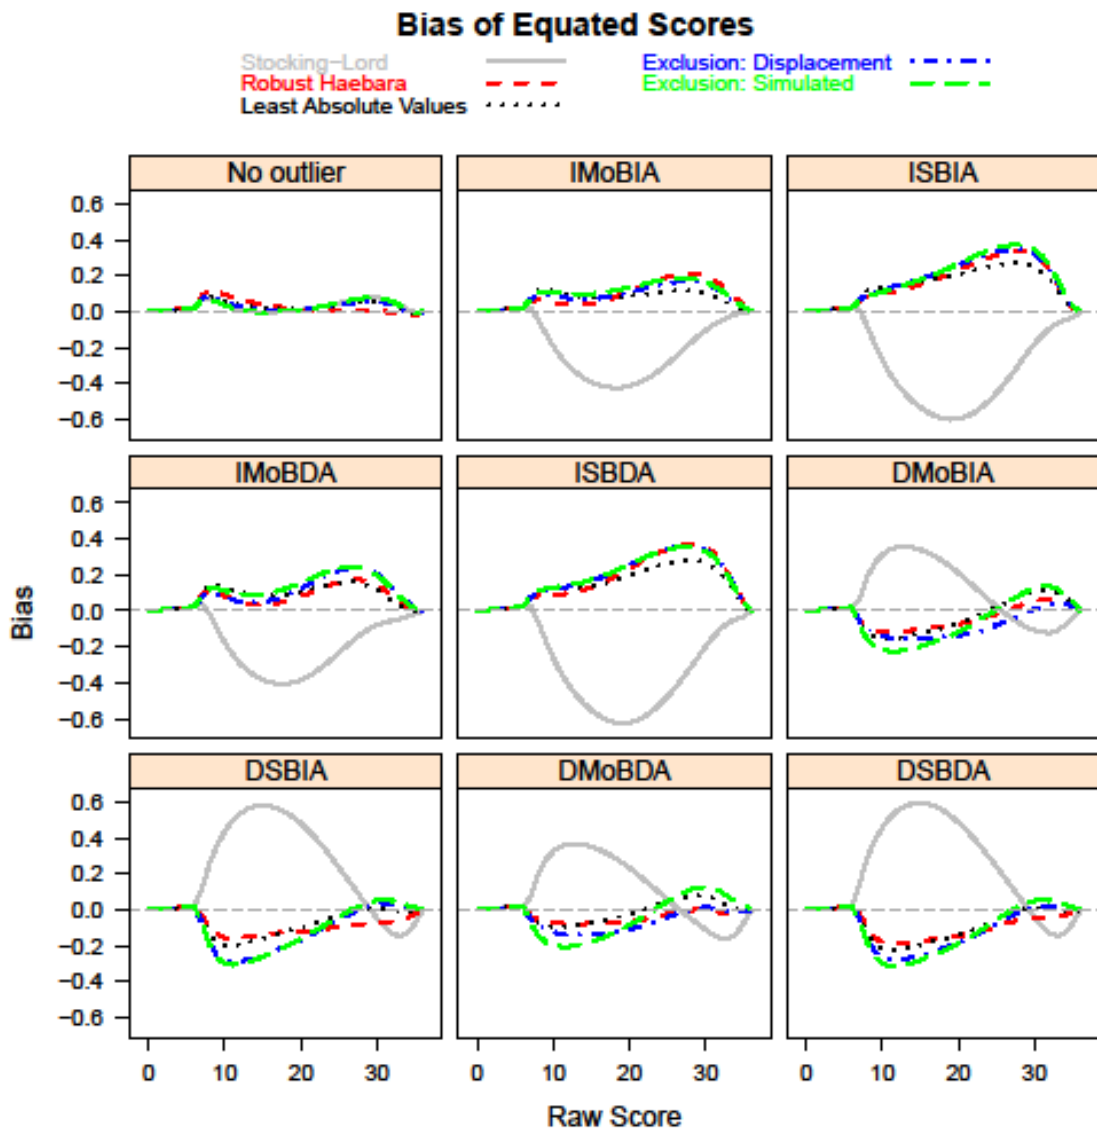 Bias of Equated Scores
Stocking−Lord
Exclusion: Displacement
Robust Haebara
Exclusion: Simulated
Least Absolute Values
No outlier
IMoBIA
ISBIA
0.6
0.4
0.2
0.0
−0.2
−0.4
−0.6
IMoBDA
ISBDA
DMoBIA
0.6
0.4
0.2
0.0
−0.2
−0.4
−0.6
Bias
DSBIA
DMoBDA
DSBDA
0.6
0.4
0.2
0.0
−0.2
−0.4
−0.6
0 10 20 30 0 10 20 30 0 10 20 30
Raw Score